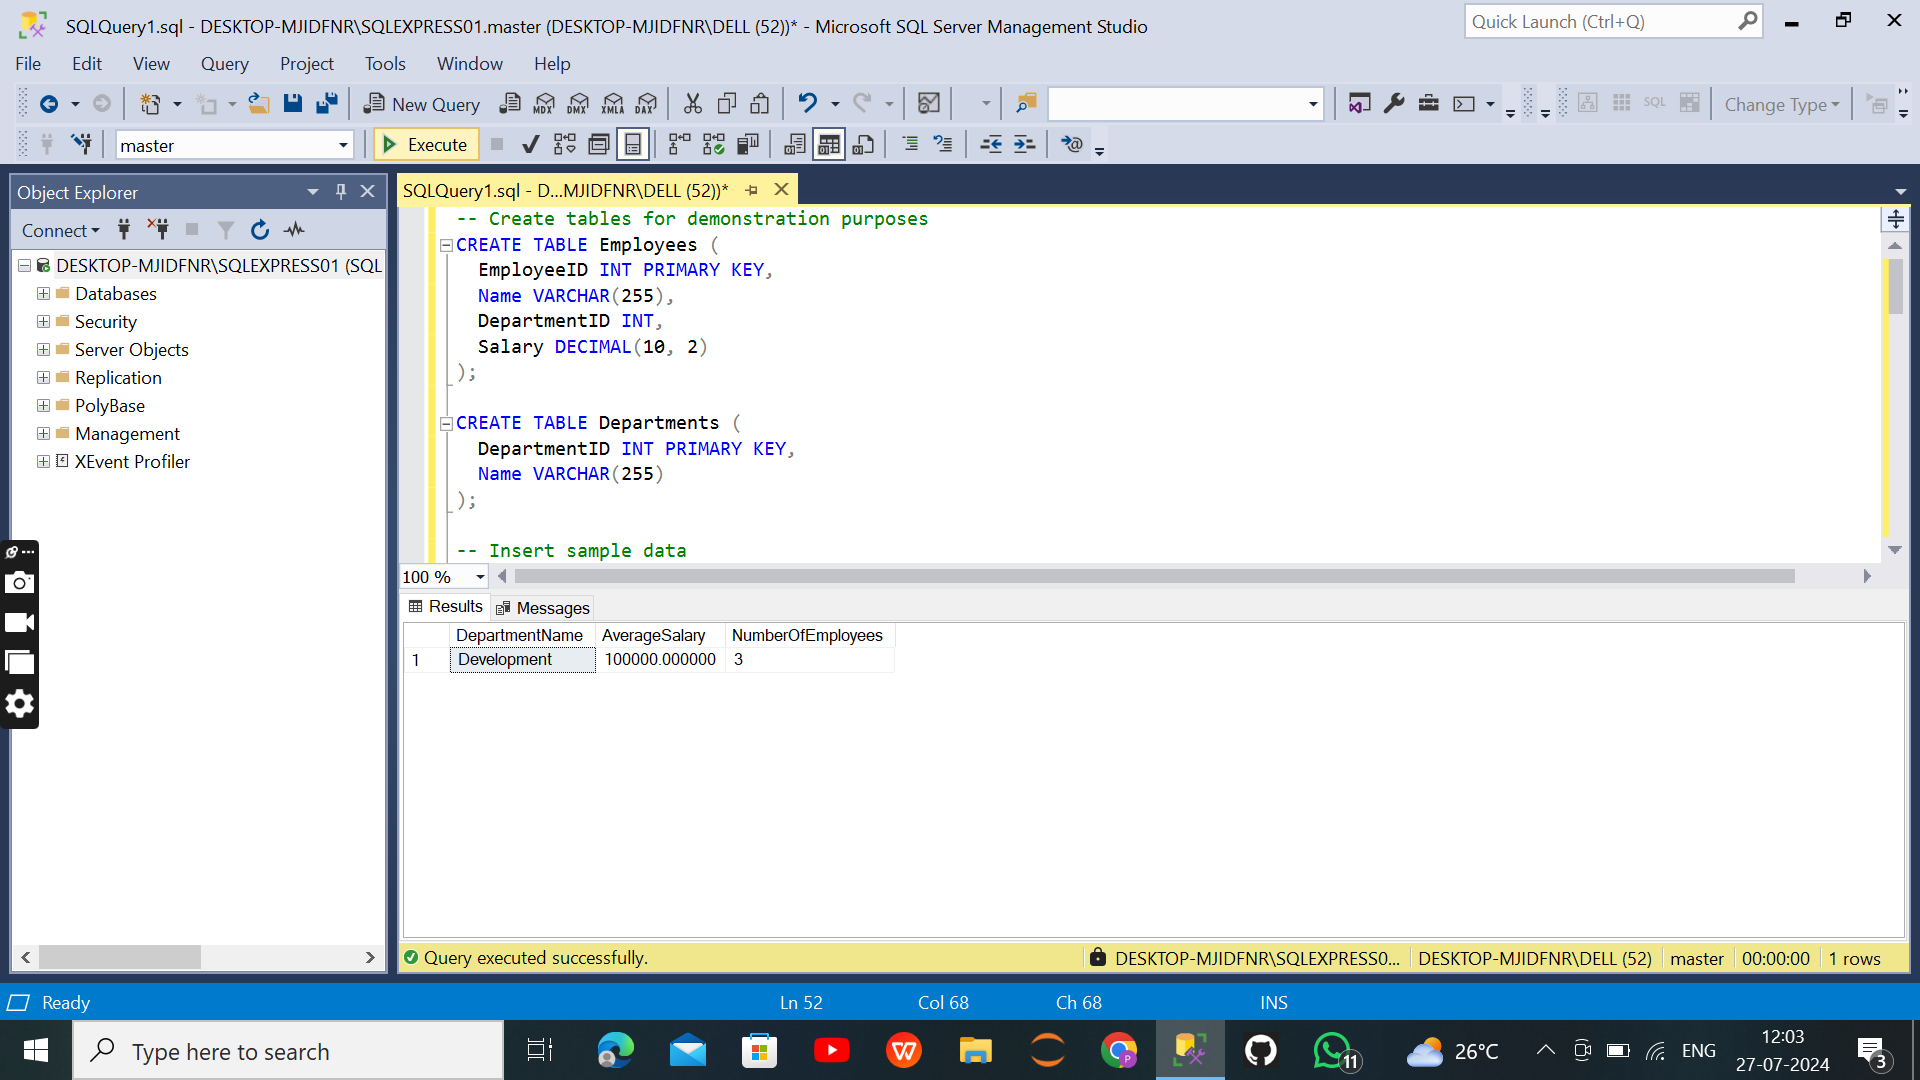 SQLQuery1.sql - DESKTOP-MJIDFNR\SQLEXPRESS01.master (DESKTOP-MJIDFNR\DELL (52))* - Microsoft SQL Server Management Studio
Quick Launch (Ctrl+Q)
File Edit View Query Project Tools Window Help
New Query MDX DMX XMLA DAX SQL Change Type
master Execute
Object Explorer
SQLQuery1.sql - D...MJIDFNR\DELL (52))*
Connect
DESKTOP-MJIDFNR\SQLEXPRESS01 (SQL
Databases
Security
Server Objects
Replication
PolyBase
Management
XEvent Profiler
-- Create tables for demonstration purposes
CREATE TABLE Employees (
EmployeeID INT PRIMARY KEY,
Name VARCHAR(255),
DepartmentID INT,
Salary DECIMAL(10, 2)
);
CREATE TABLE Departments (
DepartmentID INT PRIMARY KEY,
Name VARCHAR(255)
);
-- Insert sample data
100 %
Results Messages
DepartmentName AverageSalary NumberOfEmployees
1 Development 100000.000000 3
Query executed successfully. DESKTOP-MJIDFNR\SQLEXPRESS0... DESKTOP-MJIDFNR\DELL (52) master 00:00:00 1 rows
Ready Ln 52 Col 68 Ch 68 INS
Type here to search
11
26°C
ENG
12:03
27-07-2024
3